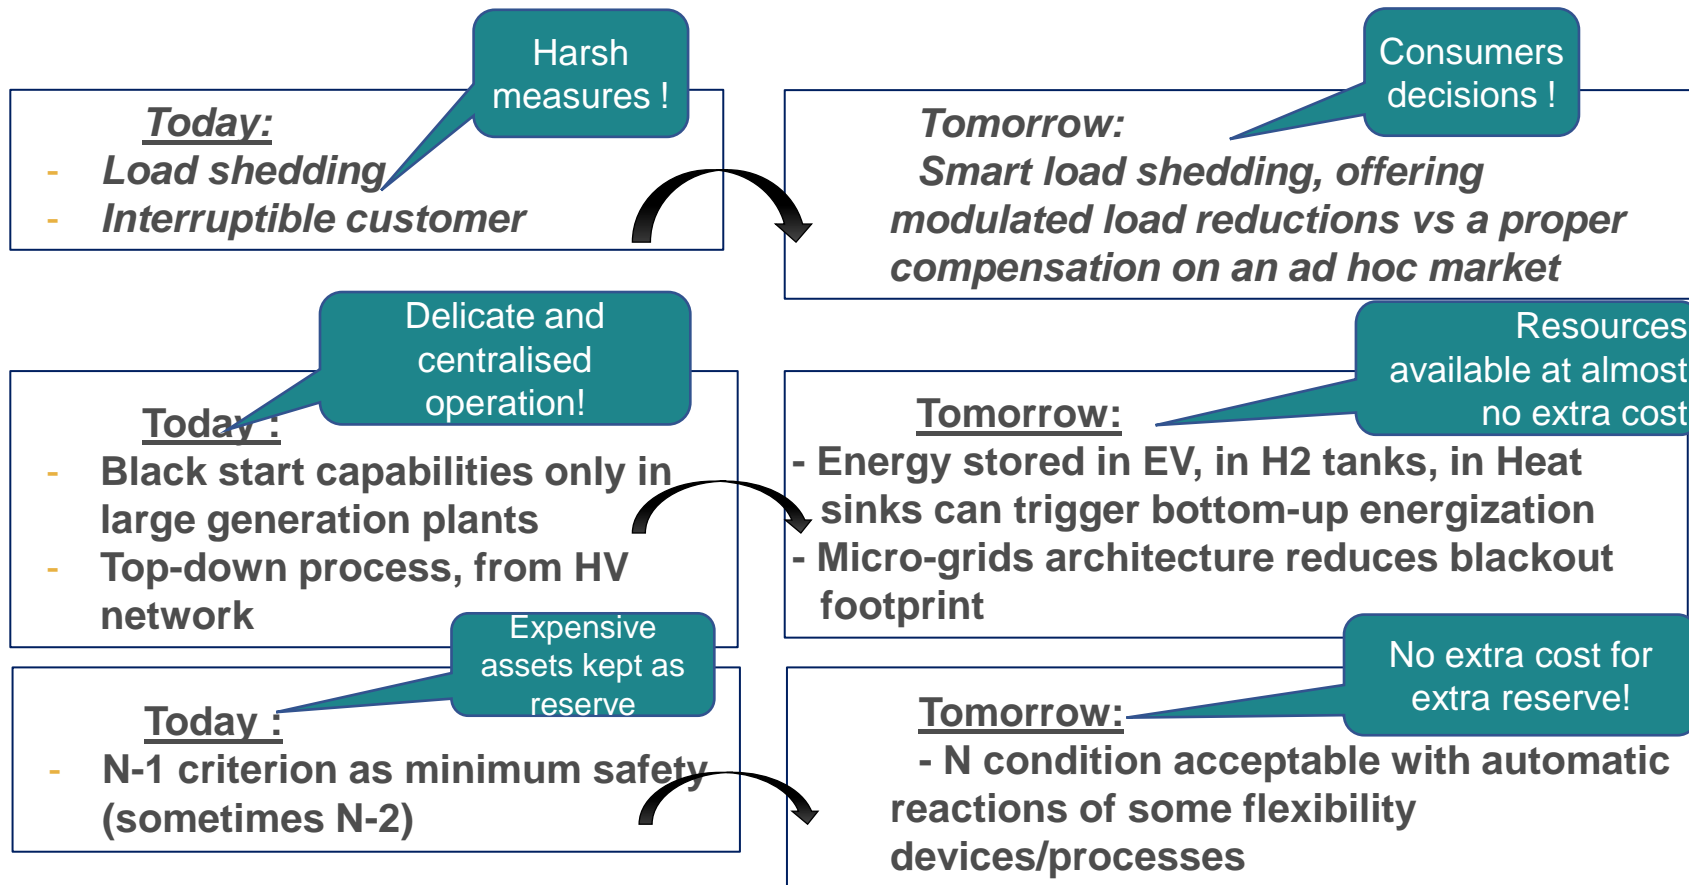 Harsh
measures !
Today:
- Load shedding
- Interruptible customer
Consumers
decisions !
Tomorrow:
Smart load shedding, offering
modulated load reductions vs a proper
compensation on an ad hoc market
Delicate and
centralised
operation!
Today :
- Black start capabilities only in
large generation plants
- Top-down process, from HV
network
Resources
available at almost
no extra cost
Tomorrow:
- Energy stored in EV, in H2 tanks, in Heat
sinks can trigger bottom-up energization
- Micro-grids architecture reduces blackout
footprint
Expensive
assets kept as
reserve
Today :
- N-1 criterion as minimum safety
(sometimes N-2)
No extra cost for
extra reserve!
Tomorrow:
- N condition acceptable with automatic
reactions of some flexibility
devices/processes